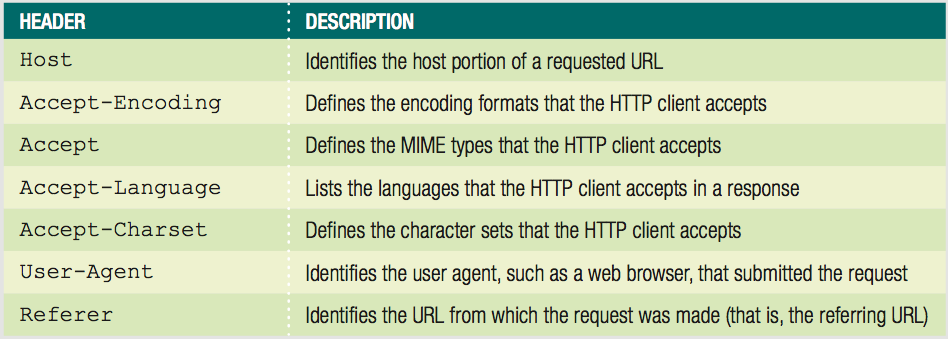 HEADER DESCRIPTION
Host Identifies the host portion of a requested URL
Accept-Encoding Defines the encoding formats that the HTTP client accepts
Accept Defines the MIME types that the HTTP client accepts
Accept-Language Lists the languages that the HTTP client accepts in a response
Accept-Charset Defines the character sets that the HTTP client accepts
User-Agent Identifies the user agent, such as a web browser, that submitted the request
Referer Identifies the URL from which the request was made (that is, the referring URL)